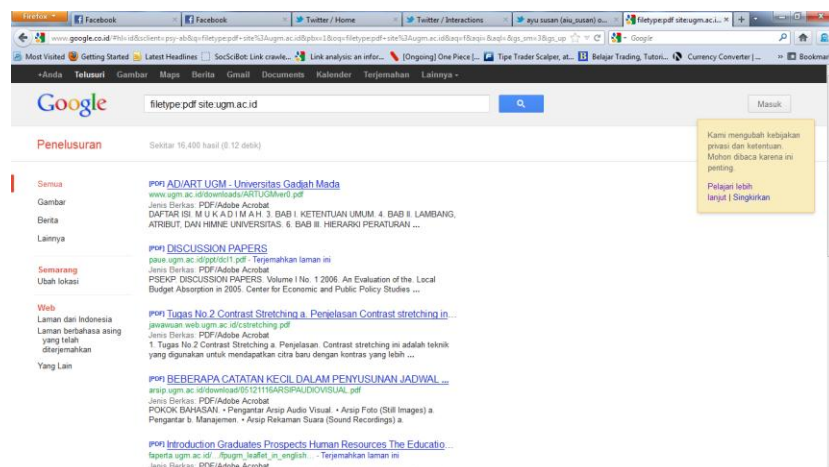 Firefox
Facebook
Facebook
Twitter / Home
Twitter / Interactions
ayu susan (aiu_susan) o...
filetype:pdf site:ugm.ac.i...
www.google.co.id/#hl=id&sclient=psy-ab&q=filetype:pdf+site%3Augm.ac.id&pbx=1&oq=filetype:pdf+site%3Augm.ac.id&aq=f&aqi=&aql=&gs_sm=3&gs_up
Google
Most Visited
Getting Started
Latest Headlines
SocSciBot: Link crawle...
Link analysis: an infor...
[Ongoing] One Piece [...
Tipe Trader Scalper, at...
Belajar Trading, Tutori...
Currency Converter |...
Bookmar
+Anda Telusuri Gambar Maps Berita Gmail Documents Kalender Terjemahan Lainnya
Google
filetype:pdf site:ugm.ac.id
Masuk
Penelusuran
Sekitar 16,400 hasil (0.12 detik)
Kami mengubah kebijakan
privasi dan ketentuan.
Mohon dibaca karena ini
penting.
Pelajari lebih
lanjut | Singkirkan
Semua
Gambar
Berita
Lainnya
Semarang
Ubah lokasi
Web
Laman dari Indonesia
Laman berbahasa asing
yang telah
diterjemahkan
Yang Lain
[PDF] AD/ART UGM - Universitas Gadjah Mada
www.ugm.ac.id/downloads/ARTUGMver0.pdf
Jenis Berkas: PDF/Adobe Acrobat
DAFTAR ISI. M U K A D I M A H. 3. BAB I. KETENTUAN UMUM. 4. BAB II. LAMBANG,
ATRIBUT, DAN HIMNE UNIVERSITAS. 6. BAB III. HIERARKI PERATURAN ...
[PDF] DISCUSSION PAPERS
paue.ugm.ac.id/ppt/dcl1.pdf - Terjemahkan laman ini
Jenis Berkas: PDF/Adobe Acrobat
PSEKP. DISCUSSION PAPERS. Volume I No. 1 2006. An Evaluation of the. Local
Budget Absorption in 2005. Center for Economic and Public Policy Studies ...
[PDF] Tugas No.2 Contrast Stretching a. Penjelasan Contrast stretching in...
jawawuan.web.ugm.ac.id/cstretching.pdf
Jenis Berkas: PDF/Adobe Acrobat
1. Tugas No.2 Contrast Stretching a. Penjelasan. Contrast stretching ini adalah teknik
yang digunakan untuk mendapatkan citra baru dengan kontras yang lebih ...
[PDF] BEBERAPA CATATAN KECIL DALAM PENYUSUNAN JADWAL ...
arsip.ugm.ac.id/download/05121116ARSIPAUDIOVISUAL.pdf
Jenis Berkas: PDF/Adobe Acrobat
POKOK BAHASAN. • Pengantar Arsip Audio Visual. • Arsip Foto (Still Images) a.
Pengantar b. Manajemen. • Arsip Rekaman Suara (Sound Recordings) a.
[PDF] Introduction Graduates Prospects Human Resources The Educatio...
faperta.ugm.ac.id/.../fpugm_leaflet_in_english... - Terjemahkan laman ini
Jenis Berkas: PDF/Adobe Acrobat